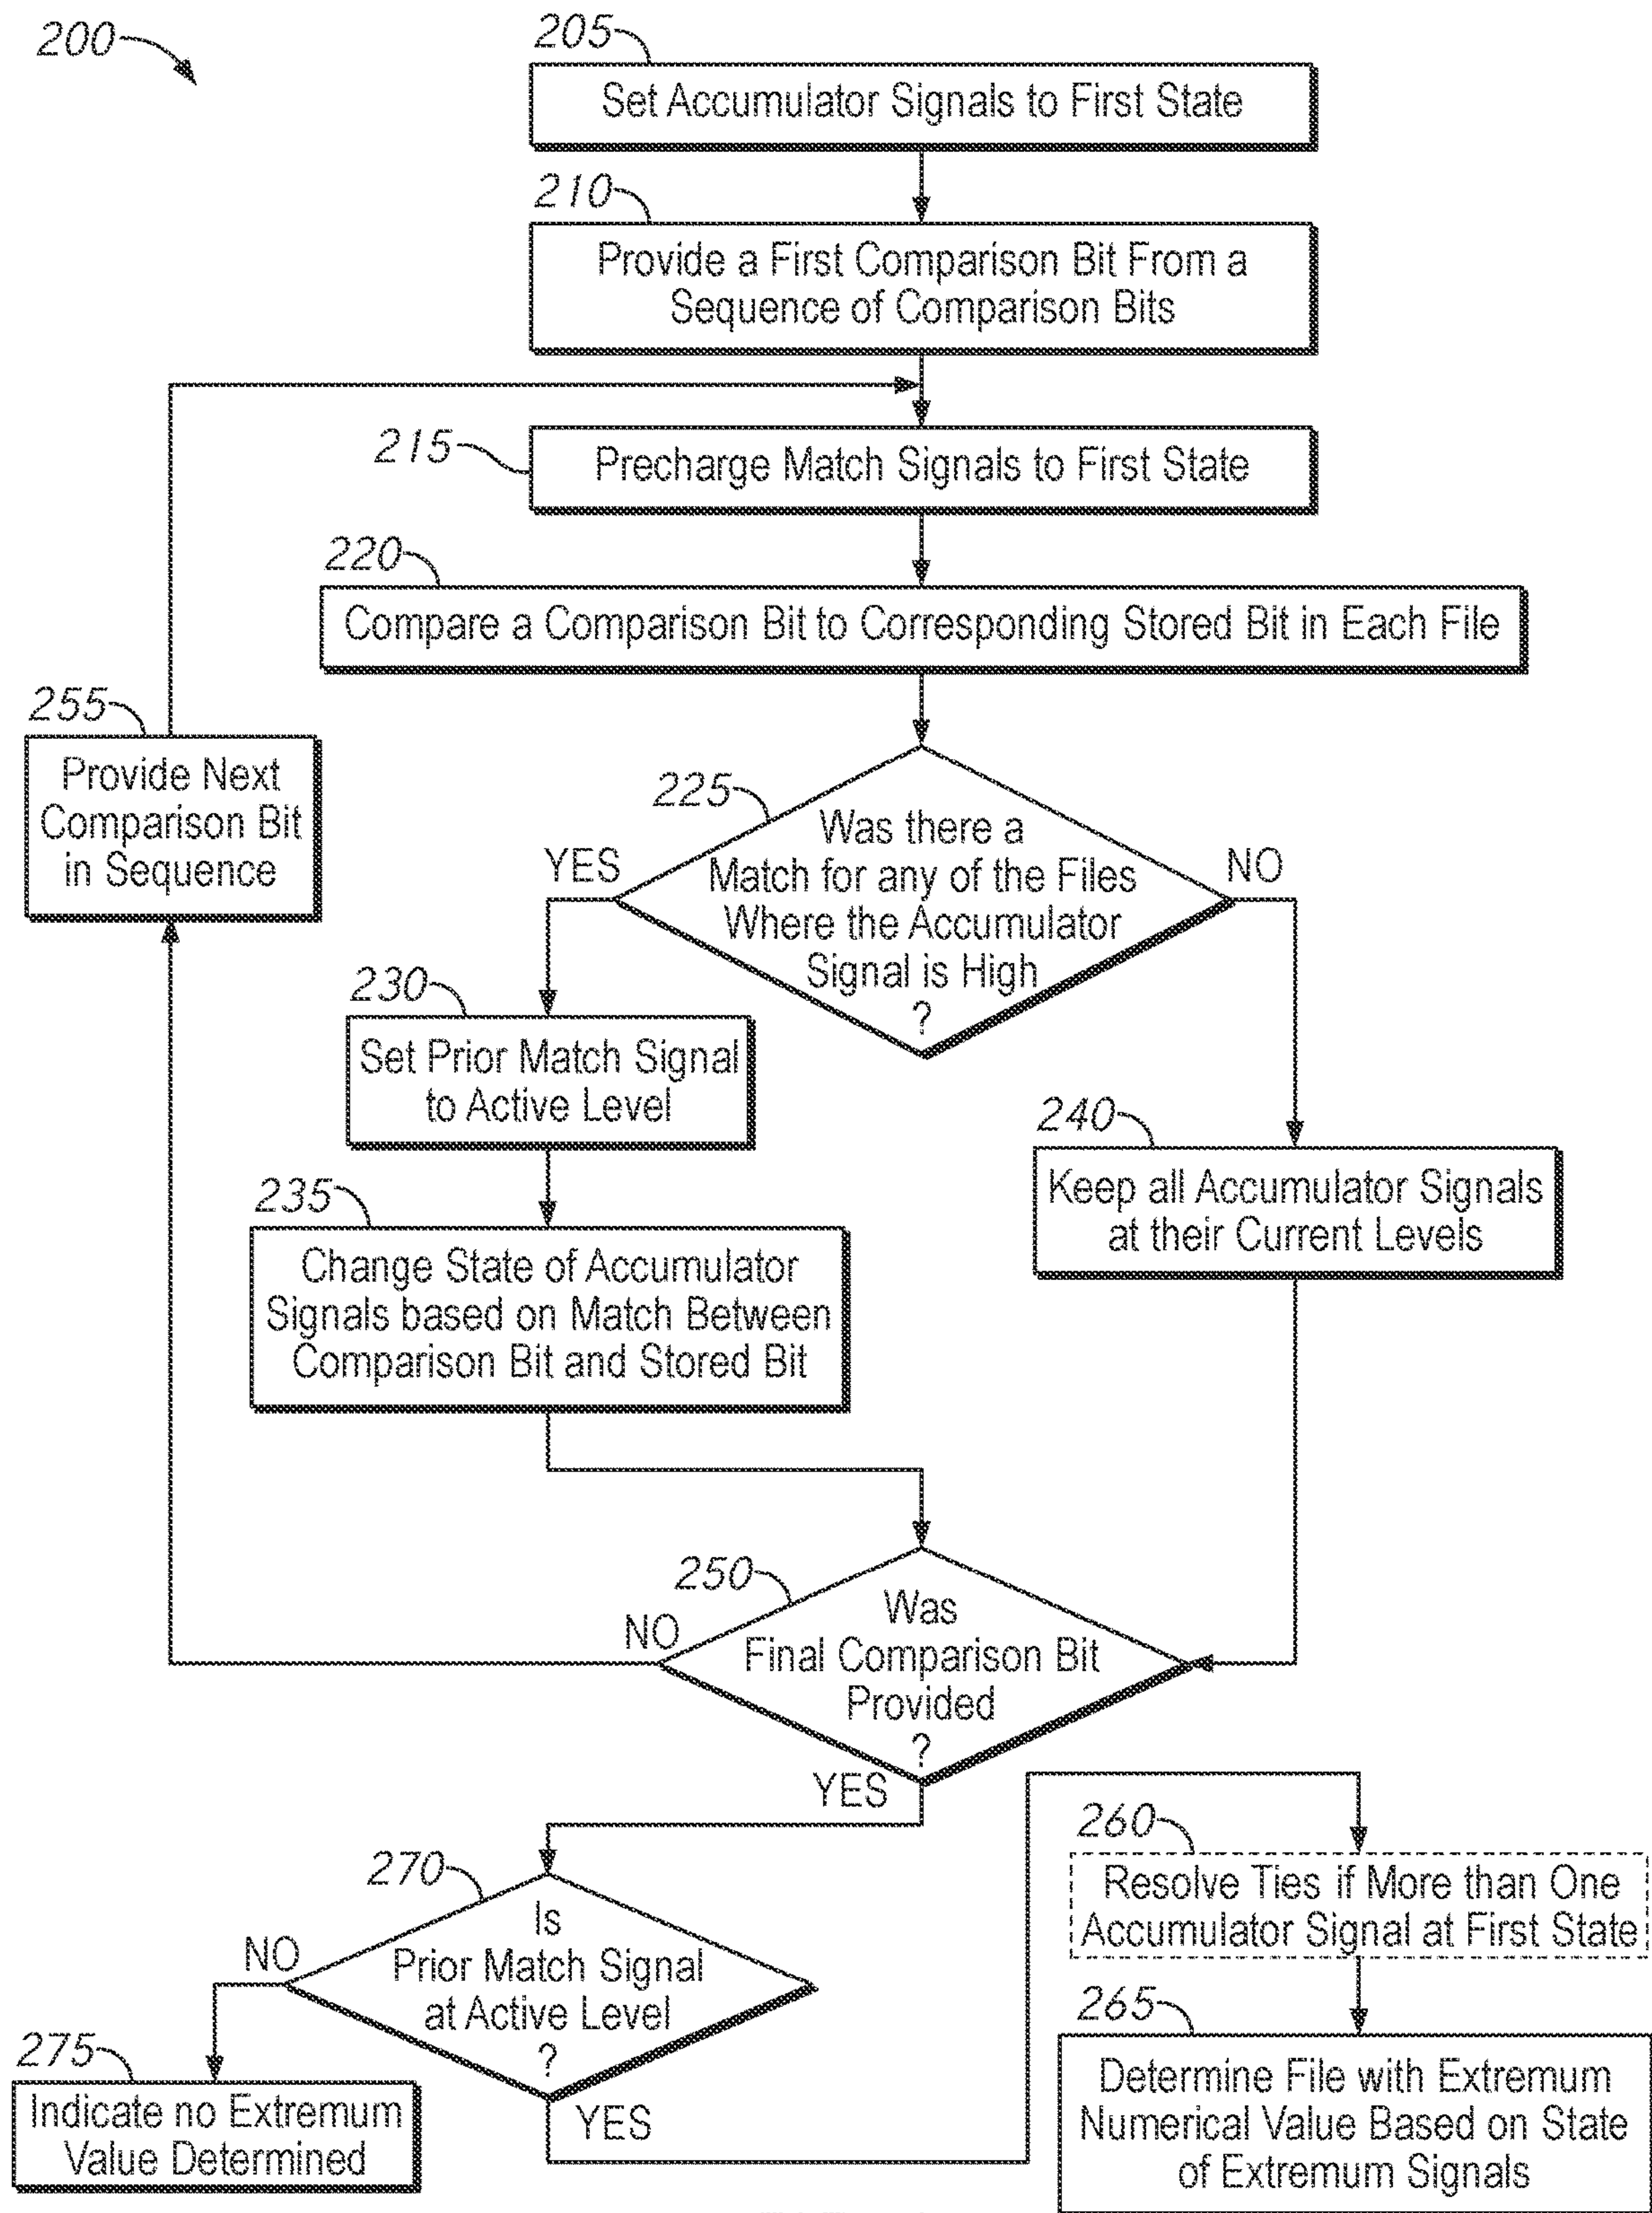 200
205
Set Accumulator Signals to First State
210
Provide a First Comparison Bit From a
Sequence of Comparison Bits
215
Precharge Match Signals to First State
220
Compare a Comparison Bit to Corresponding Stored Bit in Each File
255
Provide Next
Comparison Bit
in Sequence
225
Was there a
Match for any of the Files
Where the Accumulator
Signal is High
?
YES
NO
230
Set Prior Match Signal
to Active Level
235
Change State of Accumulator
Signals based on Match Between
Comparison Bit and Stored Bit
240
Keep all Accumulator Signals
at their Current Levels
250
Was
Final Comparison Bit
Provided
?
NO
YES
270
Is
Prior Match Signal
at Active Level
?
NO
YES
275
Indicate no Extremum
Value Determined
260
Resolve Ties if More than One
Accumulator Signal at First State
265
Determine File with Extremum
Numerical Value Based on State
of Extremum Signals